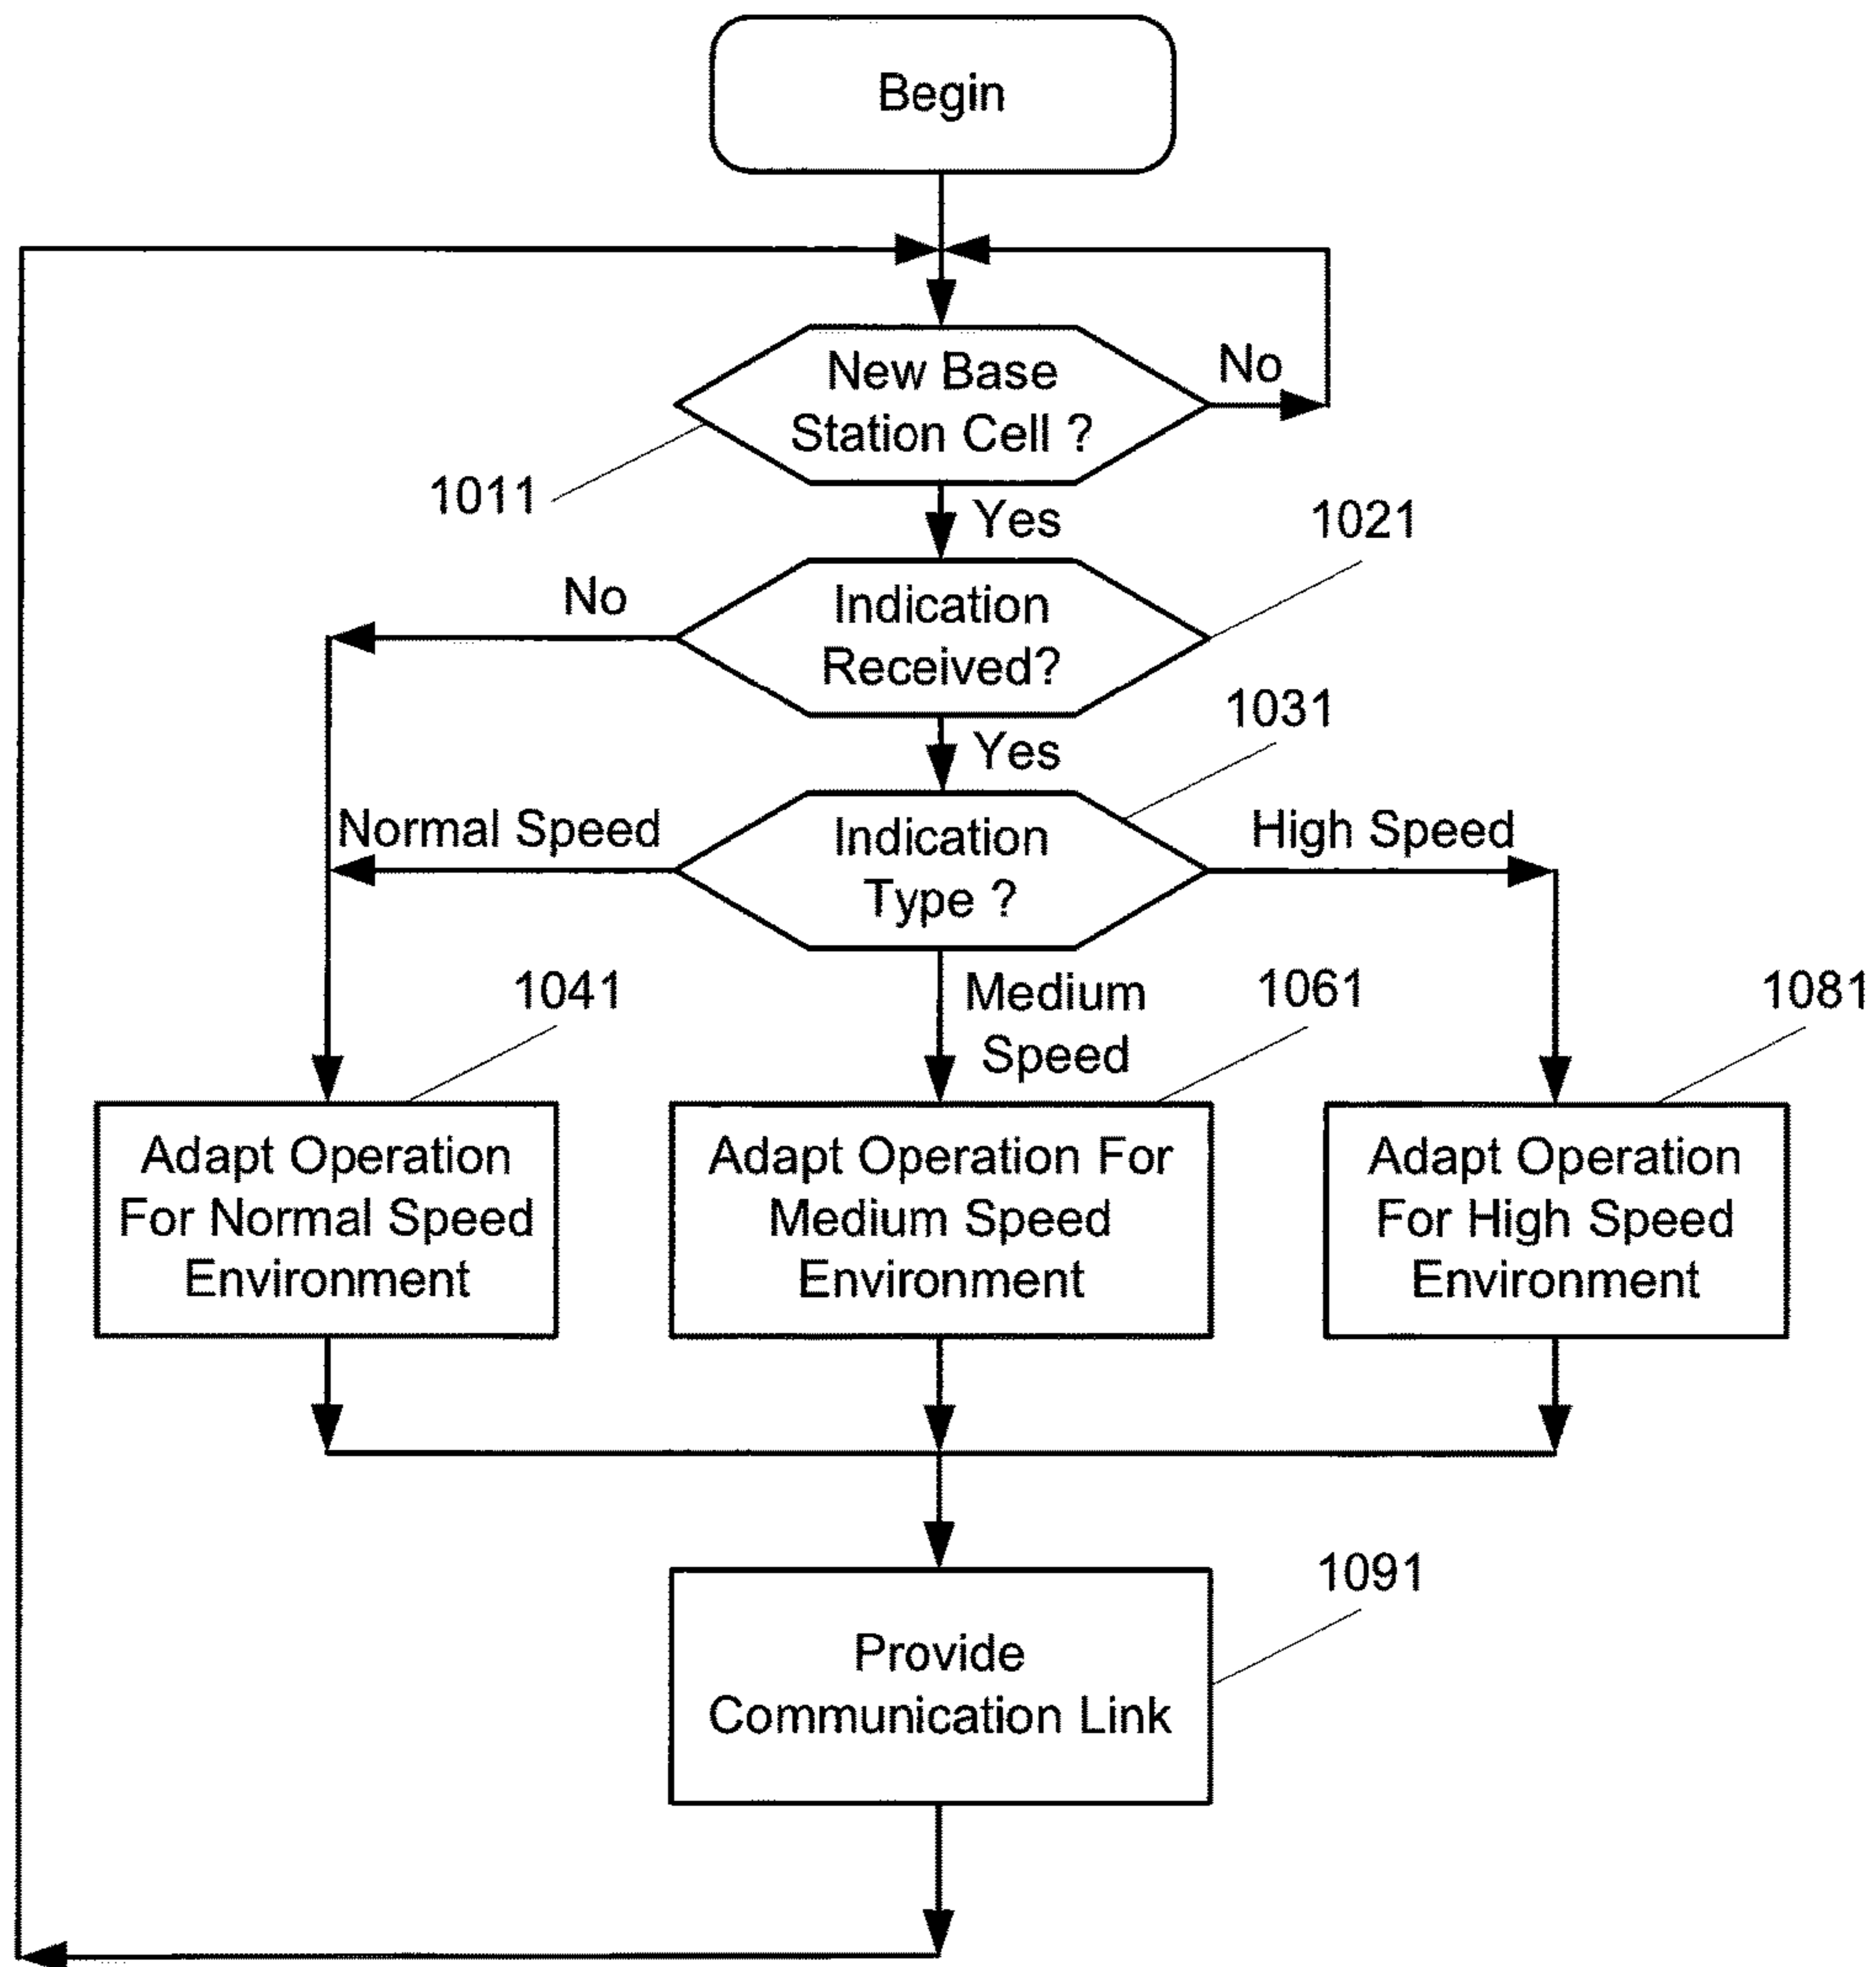 Begin
New Base
Station Cell ?
No
1011
Yes
1021
No
Indication
Received?
1031
Yes
Normal Speed
Indication
Type ?
High Speed
1041
Medium
Speed
1061
1081
Adapt Operation
For Normal Speed
Environment
Adapt Operation For
Medium Speed
Environment
Adapt Operation
For High Speed
Environment
1091
Provide
Communication Link